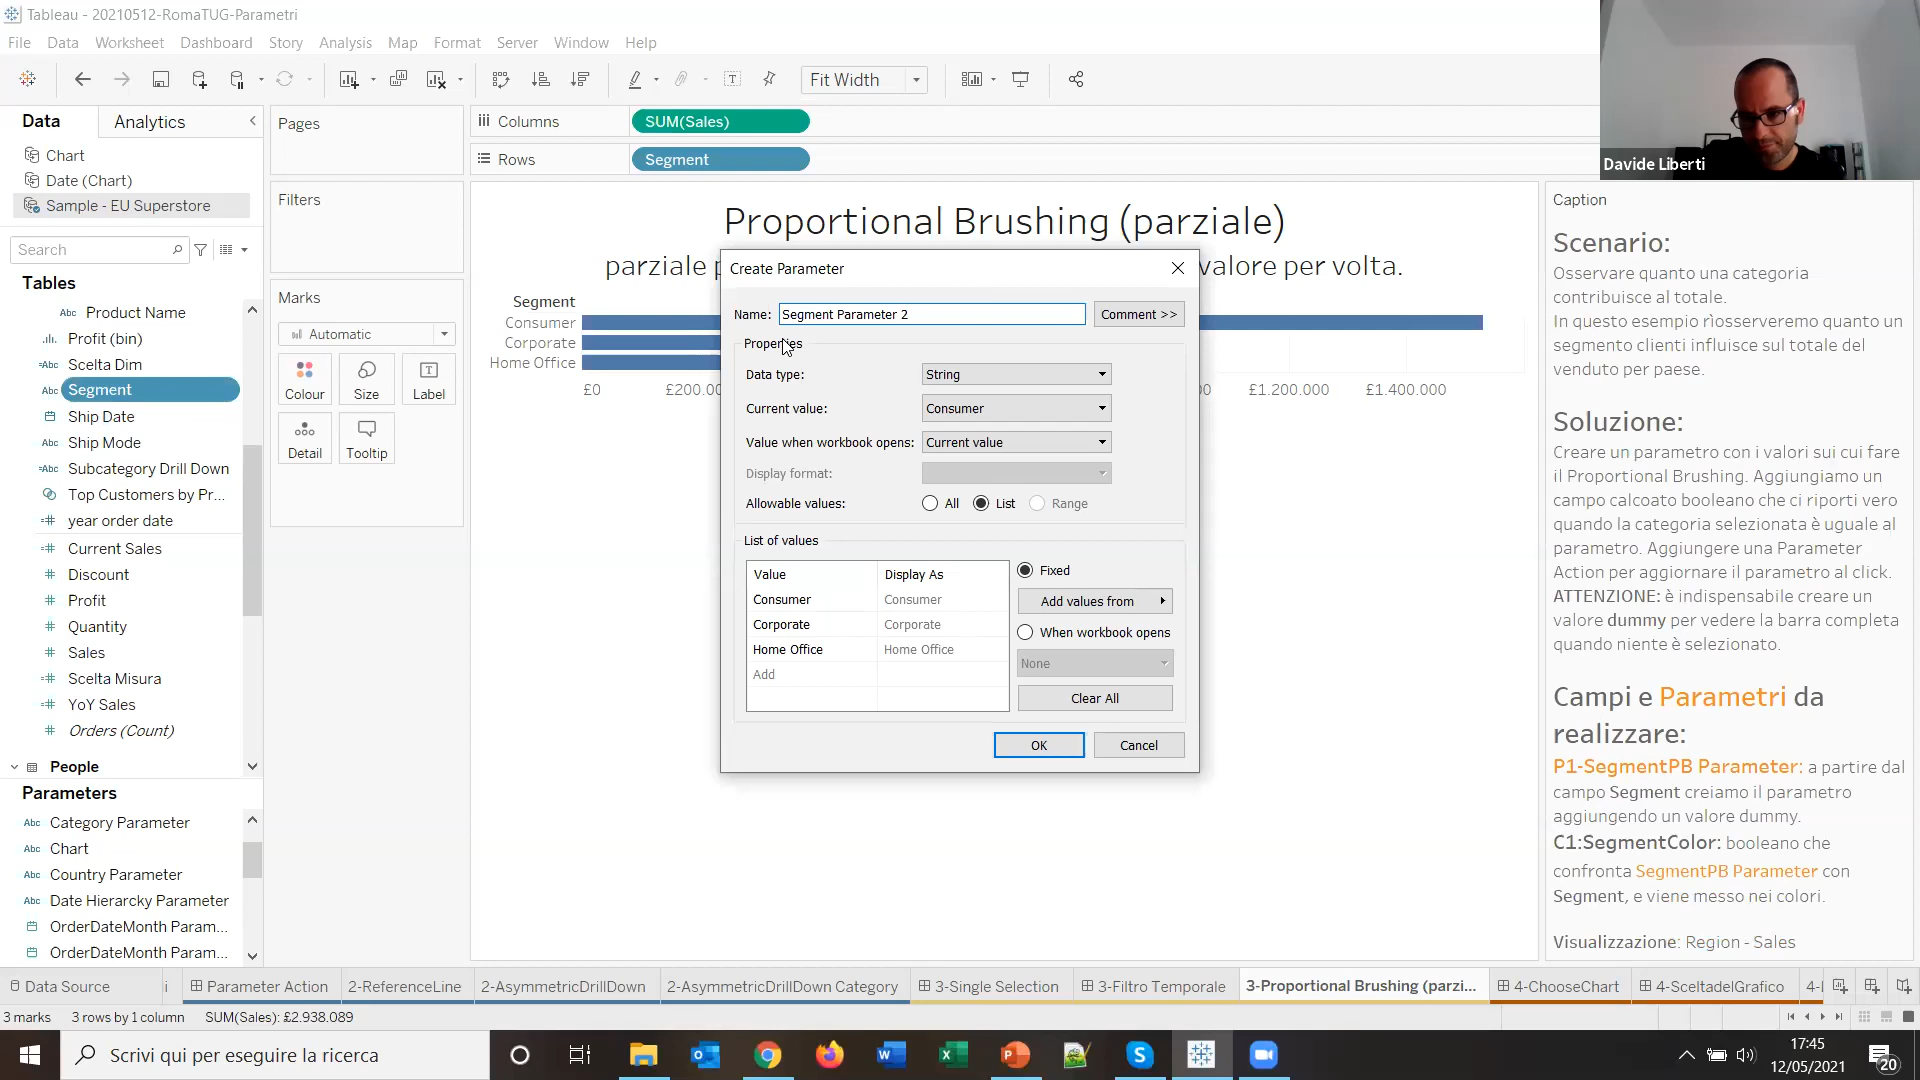 Tableau - 20210512-RomaTUG-Parametri
File Data Worksheet Dashboard Story Analysis Map Format Server Window Help
Fit Width
Data
Analytics
Chart
Date (Chart)
Sample - EU Superstore
Search
Tables
Abc Product Name
Profit (bin)
=Abc Scelta Dim
Abc Segment
Ship Date
Abc Ship Mode
=Abc Subcategory Drill Down
Top Customers by Pr...
year order date
Current Sales
Discount
Profit
Quantity
Sales
Scelta Misura
YoY Sales
Orders (Count)
People
Parameters
Abc Category Parameter
Abc Chart
Abc Country Parameter
Abc Date Hierarcky Parameter
OrderDateMonth Param...
OrderDateMonth Param...
Pages
Filters
Marks
Automatic
Colour Size Label
Detail Tooltip
Columns SUM(Sales)
Rows Segment
Proportional Brushing (parziale)
parziale
valore per volta.
Segment
Consumer
Corporate
Home Office
£0 £200.00 £1.200.000 £1.400.000
Create Parameter
Name: Segment Parameter 2 Comment >>
Properties
Data type: String
Current value: Consumer
Value when workbook opens: Current value
Display format:
Allowable values: All List Range
List of values
Value Display As
Consumer Consumer
Corporate Corporate
Home Office Home Office
Add
Fixed
Add values from
When workbook opens
None
Clear All
OK Cancel
Davide Liberti
Caption
Scenario:
Osservare quanto una categoria
contribuisce al totale.
In questo esempio rìosserveremo quanto un
segmento clienti influisce sul totale del
venduto per paese.
Soluzione:
Creare un parametro con i valori sui cui fare
il Proportional Brushing. Aggiungiamo un
campo calcoato booleano che ci riporti vero
quando la categoria selezionata è uguale al
parametro. Aggiungere una Parameter
Action per aggiornare il parametro al click.
ATTENZIONE: è indispensabile creare un
valore dummy per vedere la barra completa
quando niente è selezionato.
Campi e Parametri da
realizzare:
P1-SegmentPB Parameter: a partire dal
campo Segment creiamo il parametro
aggiungendo un valore dummy.
C1:SegmentColor: booleano che
confronta SegmentPB Parameter con
Segment, e viene messo nei colori.
Visualizzazione: Region - Sales
Data Source
Parameter Action
2-ReferenceLine
2-AsymmetricDrillDown
2-AsymmetricDrillDown Category
3-Single Selection
3-Filtro Temporale
3-Proportional Brushing (parzi...
4-ChooseChart
4-SceltadelGrafico
3 marks 3 rows by 1 column SUM(Sales): £2.938.089
Scrivi qui per eseguire la ricerca
17:45
12/05/2021
20